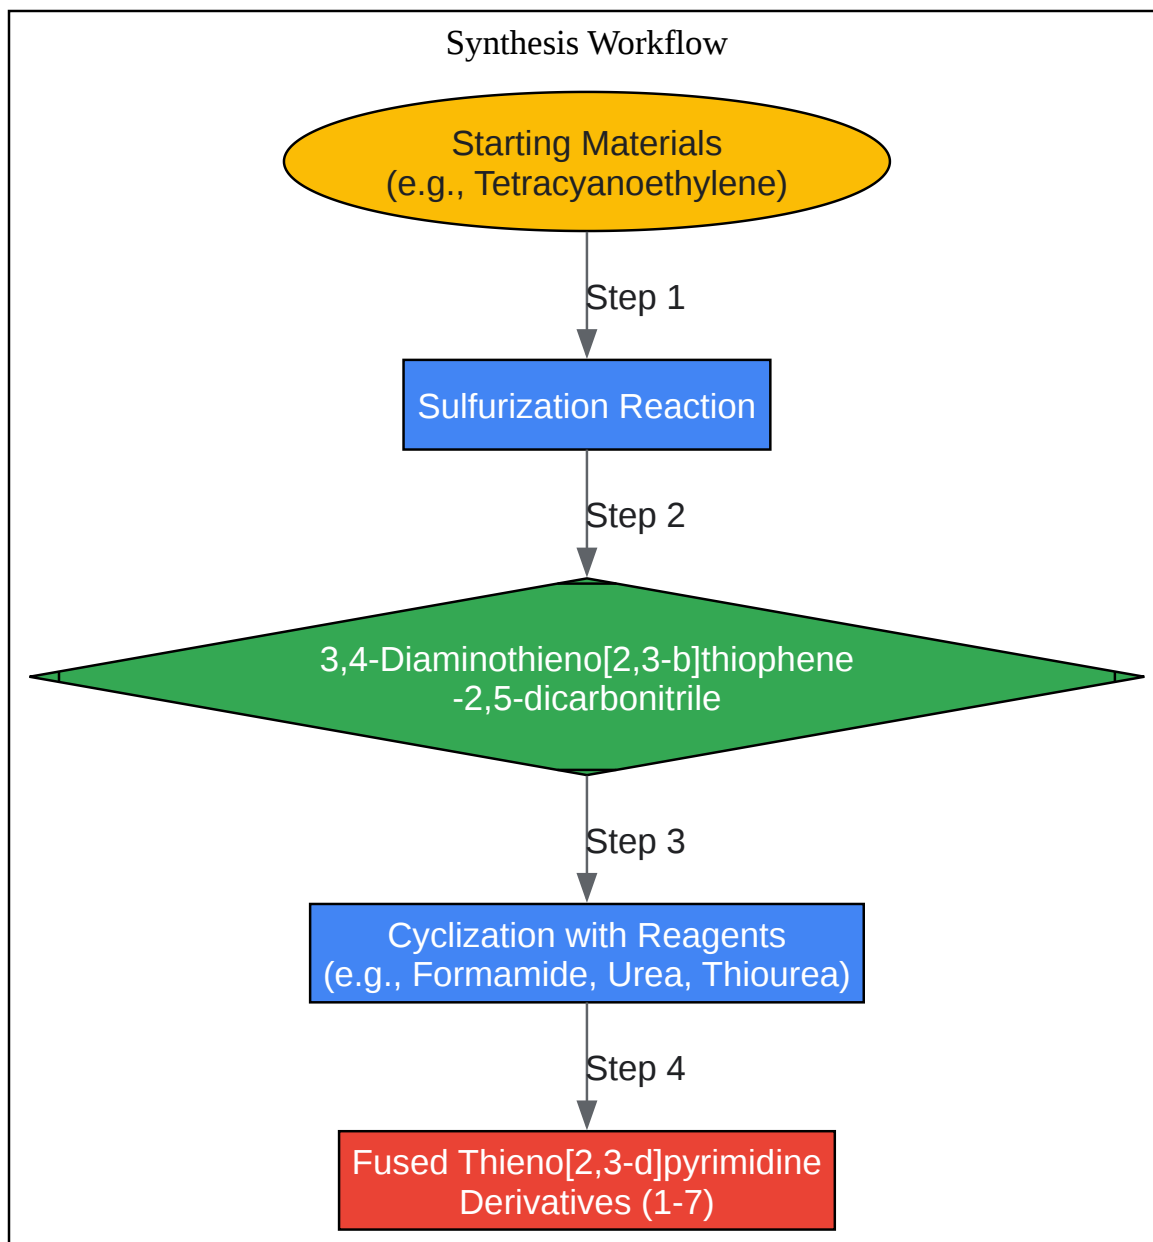 Synthesis Workflow
Starting Materials
(e.g., Tetracyanoethylene)
Step 1
Sulfurization Reaction
Step 2
3,4-Diaminothieno[2,3-b]thiophene
-2,5-dicarbonitrile
Step 3
Cyclization with Reagents
(e.g., Formamide, Urea, Thiourea)
Step 4
Fused Thieno[2,3-d]pyrimidine
Derivatives (1-7)